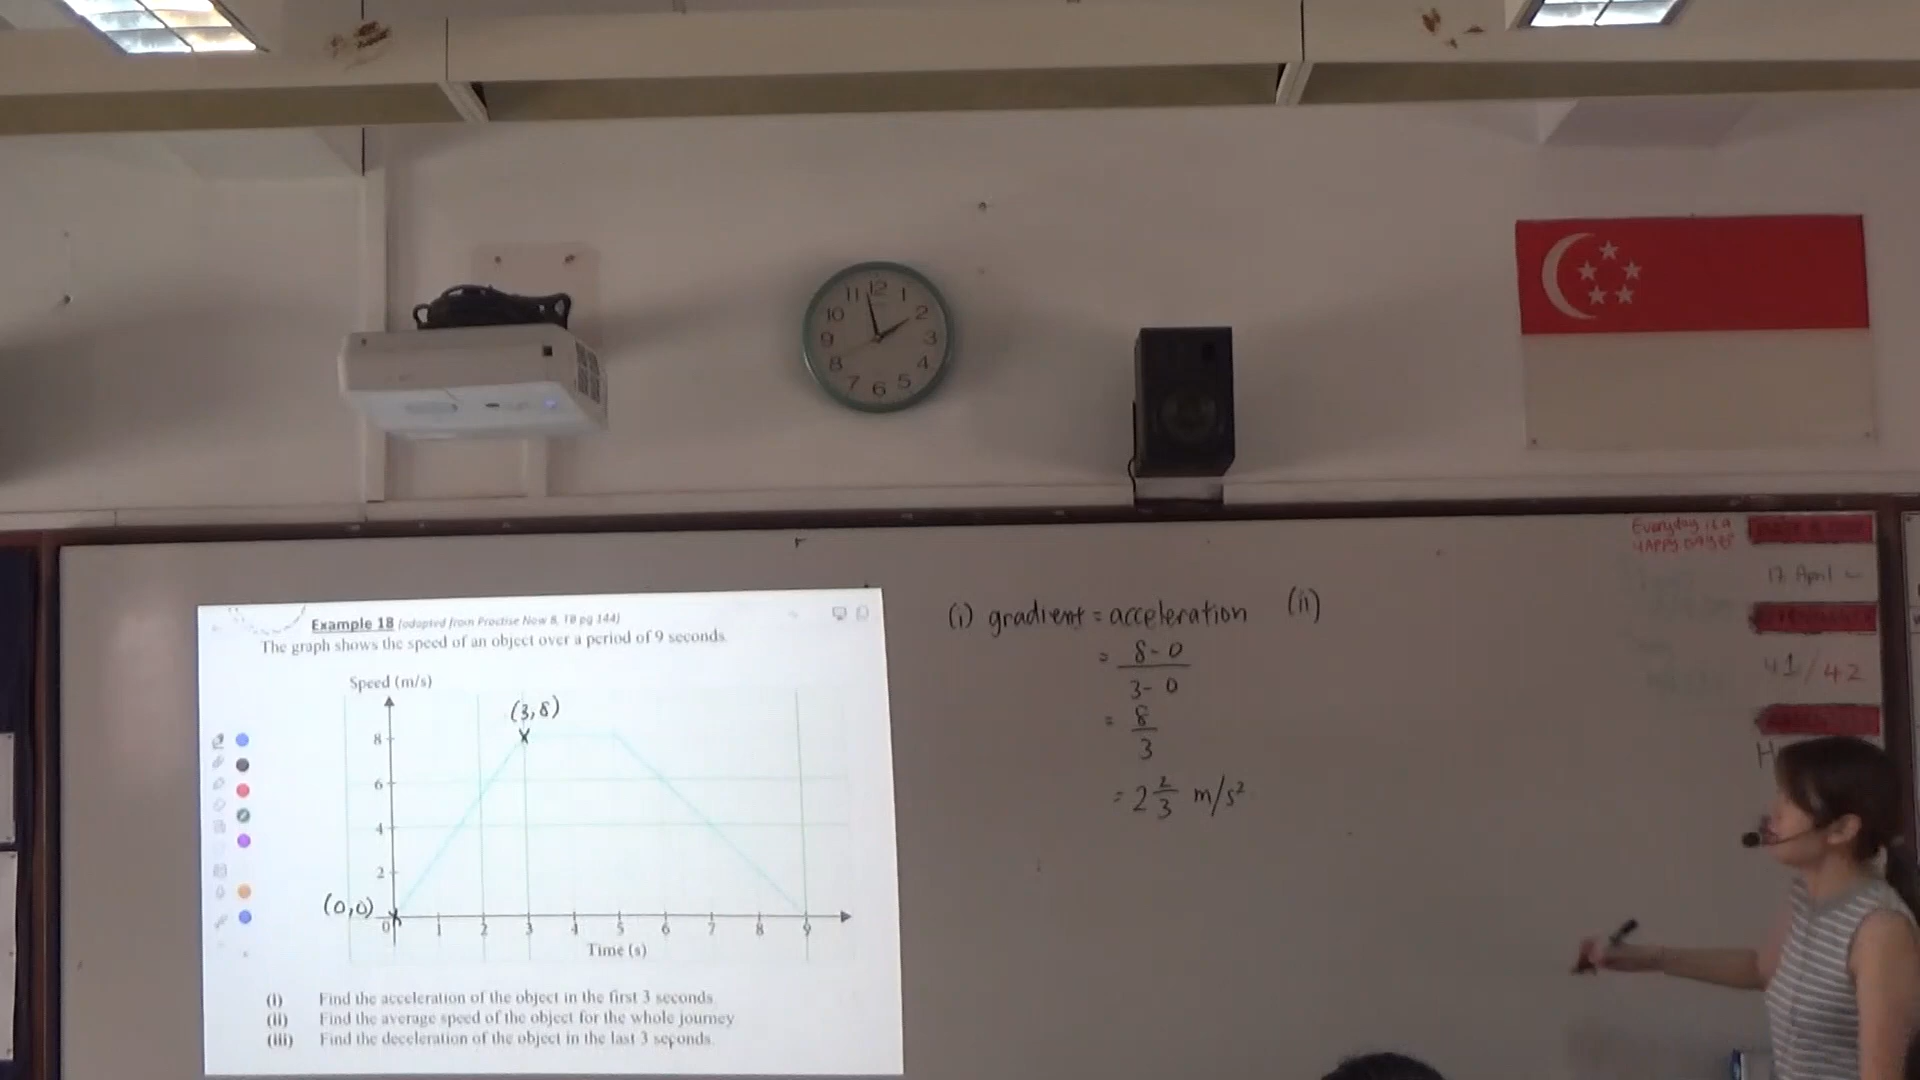 11 12 1
10 2
9 3
8 4
7 6 5
Everyday is a
HAPPY DAY
17 April
41/42
Example 18 (adapted from Practise Now 8, 18 pg 144)
The graph shows the speed of an object over a period of 9 seconds.
Speed (m/s)
(3,8)
8
6
4
2
(0,0)
0 1 2 3 4 5 6 7 8 9
Time (s)
(i) Find the acceleration of the object in the first 3 seconds.
(ii) Find the average speed of the object for the whole journey
(iii) Find the deceleration of the object in the last 3 seconds.
(i) gradient = acceleration
= 8-0
3-0
= 8
3
= 2 2/3 m/s²
(ii)